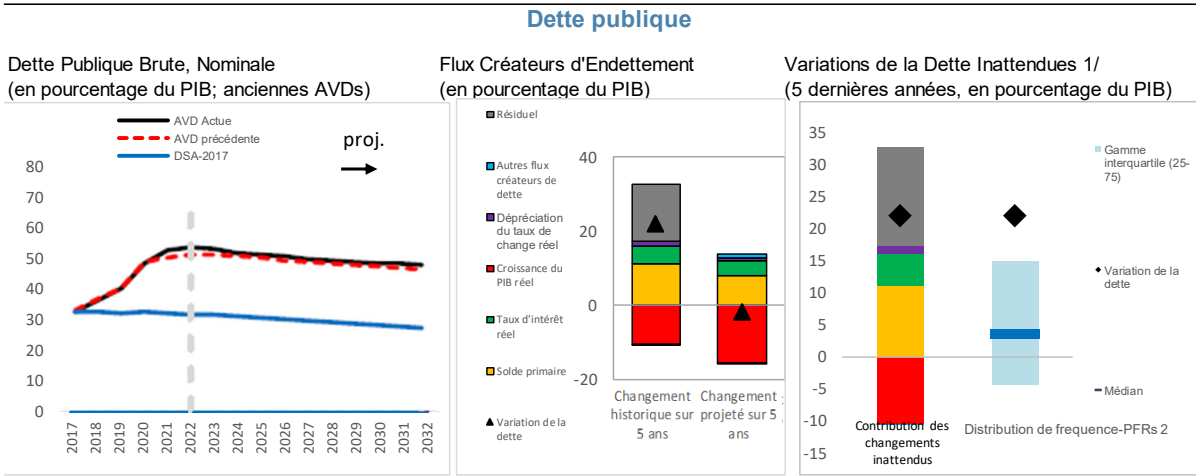 Dette publique
Dette Publique Brute, Nominale
(en pourcentage du PIB; anciennes AVDs)
AVD Actue
AVD précédente
DSA-2017
proj.
80
70
60
50
40
30
20
10
0
2017
2018
2019
2020
2021
2022
2023
2024
2025
2026
2027
2028
2029
2030
2031
2032
Flux Créateurs d'Endettement
(en pourcentage du PIB)
Résiduel
Autres flux
créateurs de
dette
Dépréciation
du taux de
change réel
Croissance du
PIB réel
Taux d'intérêt
réel
Solde primaire
Variation de la
dette
40
20
0
-20
Changement
historique sur
5 ans
Changement
projeté sur 5
ans
Variations de la Dette Inattendues 1/
(5 dernières années, en pourcentage du PIB)
35
30
25
20
15
10
5
0
-5
-10
-15
Contribution des
changements
inattendus
Distribution de frequence-PFRs 2
Gamme
interquartile (25-
75)
Variation de la
dette
Médian